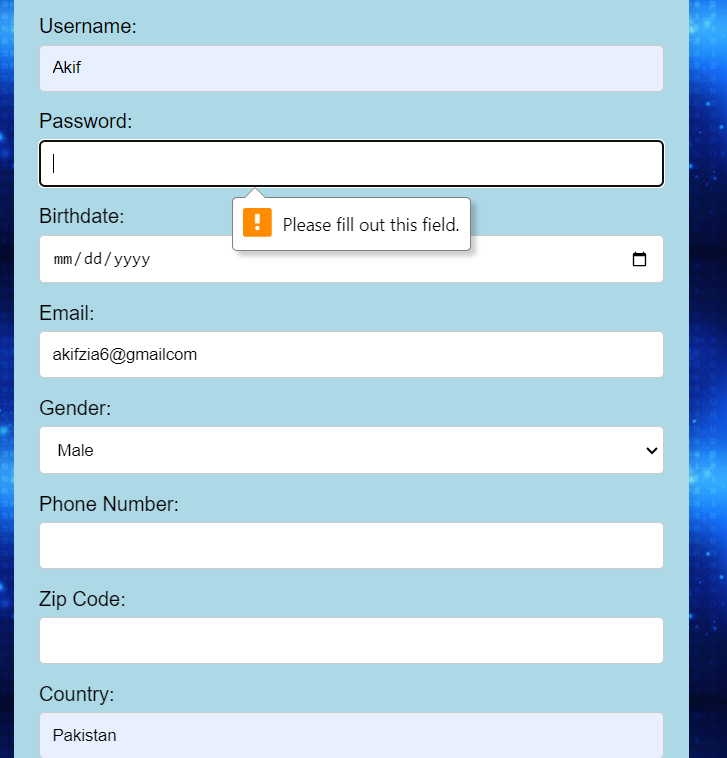 Username:
Akif
Password:
Please fill out this field.
Birthdate:
mm/dd/yyyy
Email:
akifzia6@gmailcom
Gender:
Male
Phone Number:
Zip Code:
Country:
Pakistan